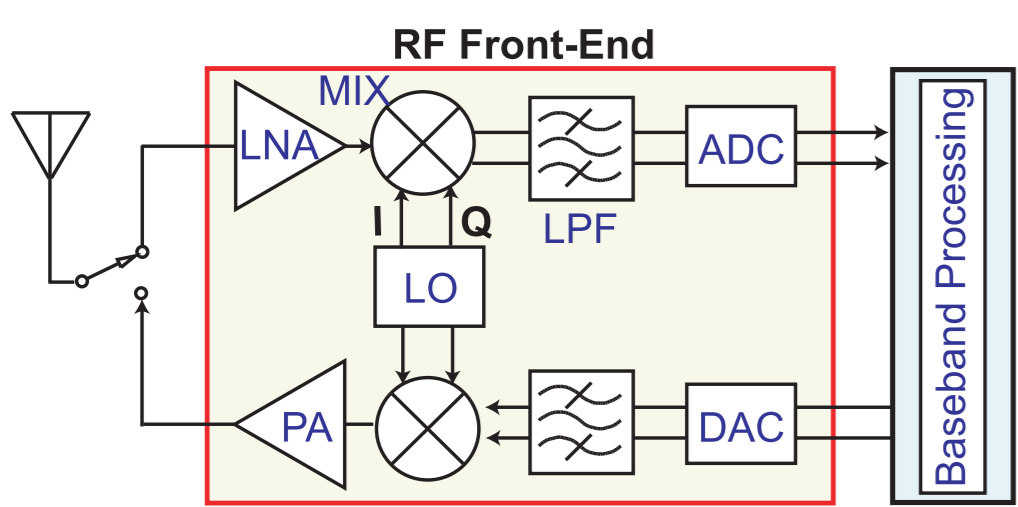 RF Front-End
MIX
LNA
ADC
LPF
I
Q
LO
PA
DAC
Baseband Processing